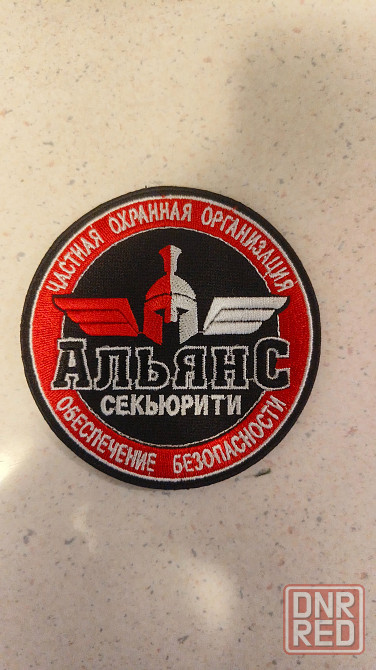 ЧАСТНАЯ ОХРАННАЯ ОРГАНИЗАЦИЯ
АЛЬЯНС
СЕКЬЮРИТИ
ОБЕСПЕЧЕНИЕ БЕЗОПАСНОСТИ
DNR
RED